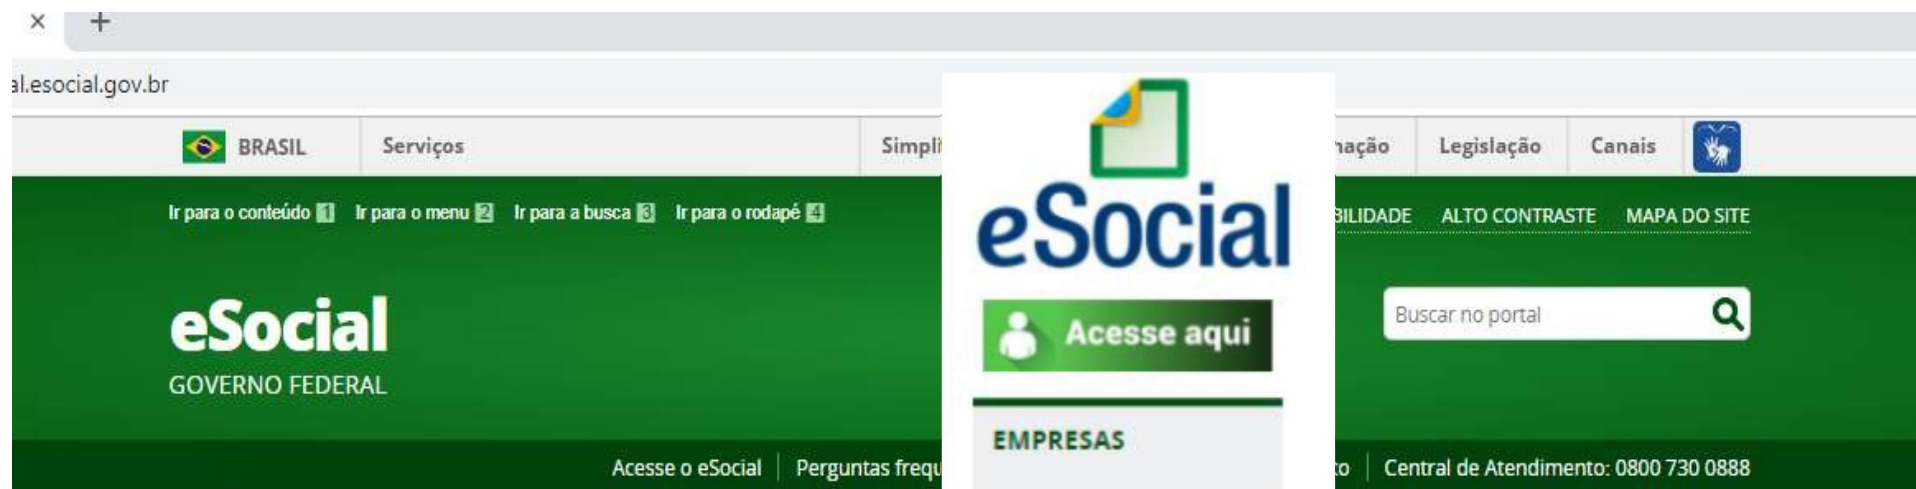 × +
al.esocial.gov.br
BRASIL Serviços Legislação Canais
Ir para o conteúdo 1 Ir para o menu 2 Ir para a busca 3 Ir para o rodapé 4 ALTO CONTRASTE MAPA DO SITE
eSocial
GOVERNO FEDERAL
Buscar no portal
eSocial
Acesse aqui
EMPRESAS
Acesse o eSocial Perguntas Central de Atendimento: 0800 730 0888